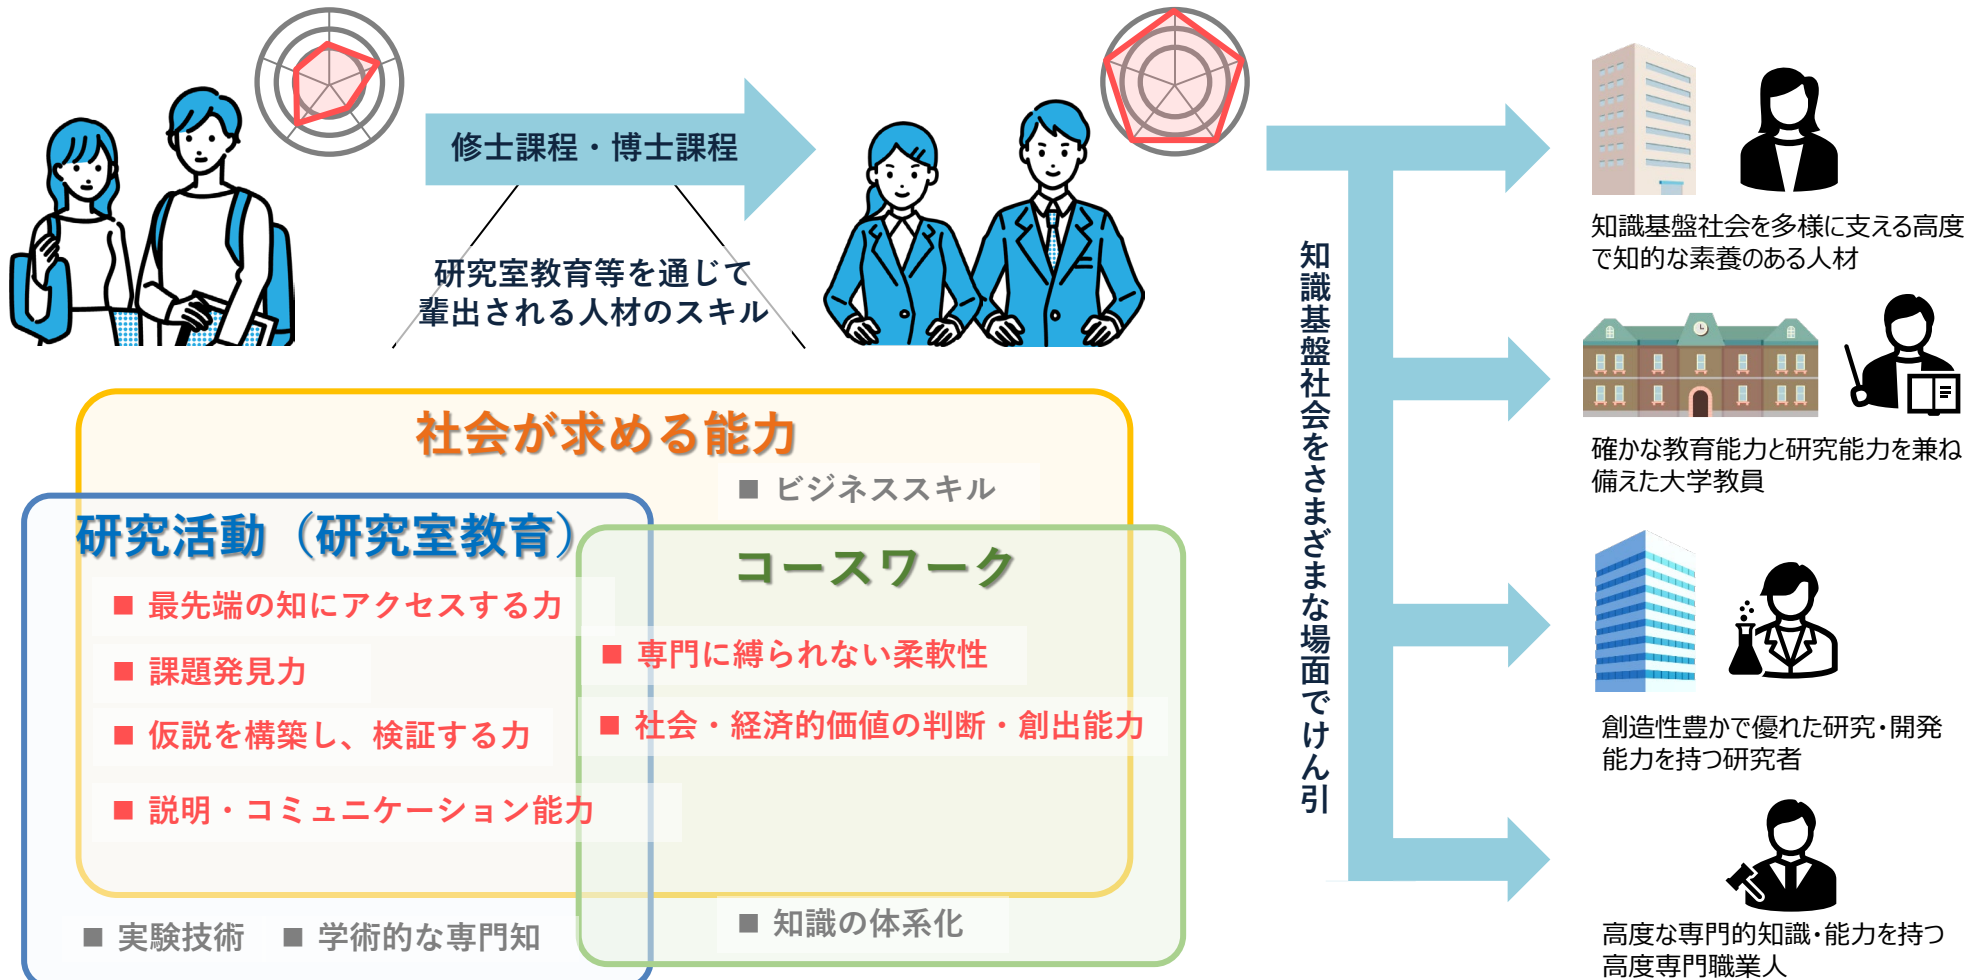 修士課程・博士課程
研究室教育等を通じて
輩出される人材のスキル
社会が求める能力
■ ビジネススキル
研究活動（研究室教育）
コースワーク
■ 最先端の知にアクセスする力
■ 課題発見力
■ 仮説を構築し、検証する力
■ 説明・コミュニケーション能力
■ 専門に縛られない柔軟性
■ 社会・経済的価値の判断・創出能力
■ 実験技術
■ 学術的な専門知
■ 知識の体系化
知識基盤社会をさまざまな場面でけん引
知識基盤社会を多様に支える高度
で知的な素養のある人材
確かな教育能力と研究能力を兼ね
備えた大学教員
創造性豊かで優れた研究・開発
能力を持つ研究者
高度な専門的知識・能力を持つ
高度専門職業人